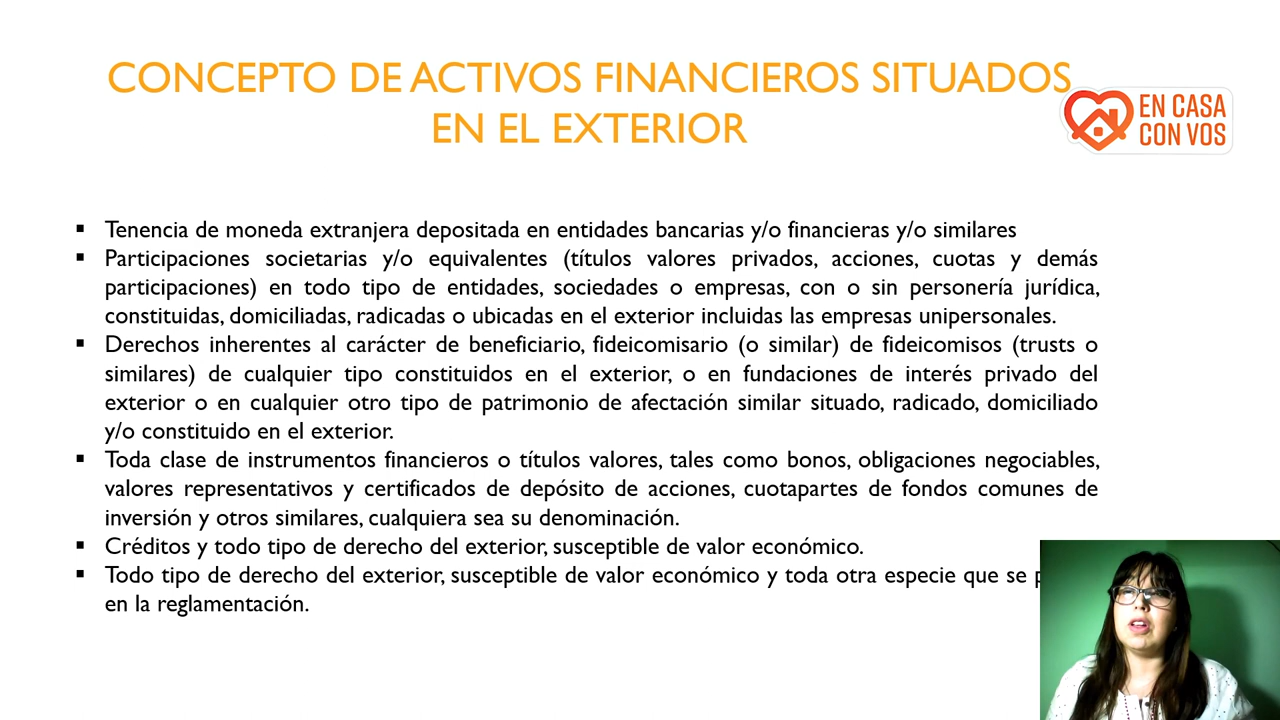 CONCEPTO DE ACTIVOS FINANCIEROS SITUADOS
EN EL EXTERIOR
EN CASA
CON VOS
▪ Tenencia de moneda extranjera depositada en entidades bancarias y/o financieras y/o similares
▪ Participaciones societarias y/o equivalentes (títulos valores privados, acciones, cuotas y demás
participaciones) en todo tipo de entidades, sociedades o empresas, con o sin personería jurídica,
constituidas, domiciliadas, radicadas o ubicadas en el exterior incluidas las empresas unipersonales.
▪ Derechos inherentes al carácter de beneficiario, fideicomisario (o similar) de fideicomisos (trusts o
similares) de cualquier tipo constituidos en el exterior, o en fundaciones de interés privado del
exterior o en cualquier otro tipo de patrimonio de afectación similar situado, radicado, domiciliado
y/o constituido en el exterior.
▪ Toda clase de instrumentos financieros o títulos valores, tales como bonos, obligaciones negociables,
valores representativos y certificados de depósito de acciones, cuotapartes de fondos comunes de
inversión y otros similares, cualquiera sea su denominación.
▪ Créditos y todo tipo de derecho del exterior, susceptible de valor económico.
▪ Todo tipo de derecho del exterior, susceptible de valor económico y toda otra especie que se
en la reglamentación.